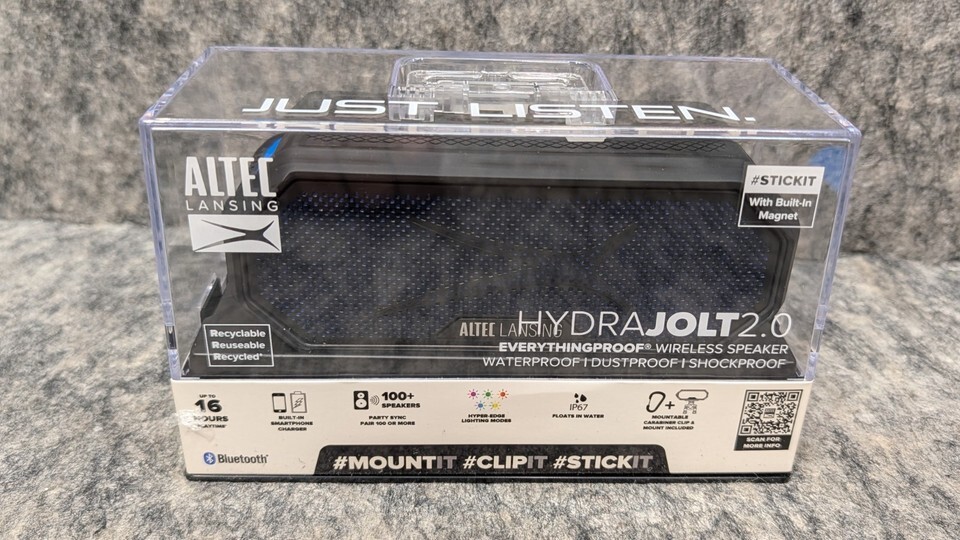 JUST LISTEN.
ALTEC
LANSING
#STICKIT
With Built-In
Magnet
ALTEC LANSING
HYDRAJOLT2.0
EVERYTHINGPROOF® WIRELESS SPEAKER
WATERPROOF | DUSTPROOF | SHOCKPROOF
Recyclable
Reuseable
Recycled*
UP TO
16
HOURS
PLAYTIME
BUILT-IN
SMARTPHONE
CHARGER
100+
SPEAKERS
PARTY SYNC
PAIR 100 OR MORE
HYPER-EDGE
LIGHTING MODES
IP67
FLOATS IN WATER
MOUNTABLE
CARABINER CLIP &
MOUNT INCLUDED
SCAN FOR
MORE INFO
Bluetooth®
#MOUNTIT #CLIPIT #STICKIT